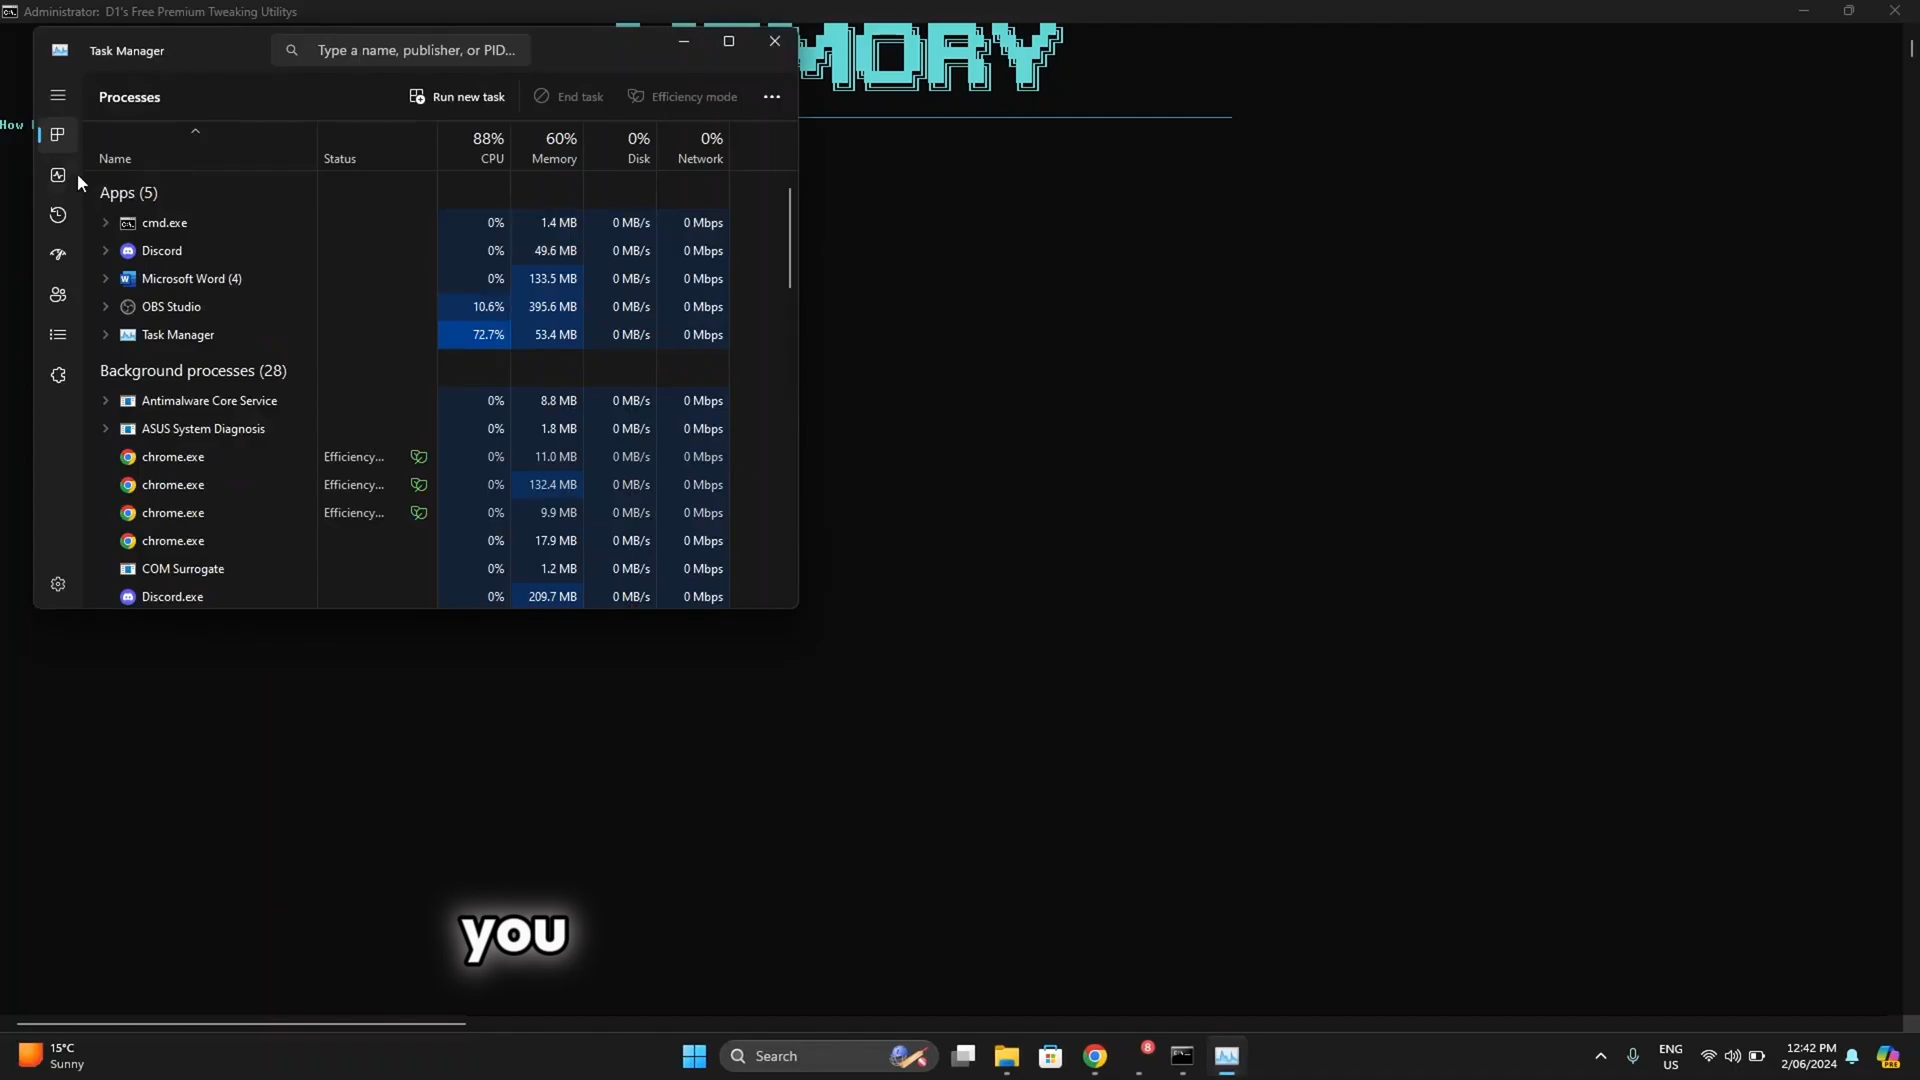 Administrator: D1's Free Premium Tweaking Utilitys
MORY
How
Task Manager
Type a name, publisher, or PID...
Processes
Run new task
End task
Efficiency mode
88% 60% 0% 0%
Name Status CPU Memory Disk Network
Apps (5)
cmd.exe 0% 1.4 MB 0 MB/s 0 Mbps
Discord 0% 49.6 MB 0 MB/s 0 Mbps
Microsoft Word (4) 0% 133.5 MB 0 MB/s 0 Mbps
OBS Studio 10.6% 395.6 MB 0 MB/s 0 Mbps
Task Manager 72.7% 53.4 MB 0 MB/s 0 Mbps
Background processes (28)
Antimalware Core Service 0% 8.8 MB 0 MB/s 0 Mbps
ASUS System Diagnosis 0% 1.8 MB 0 MB/s 0 Mbps
chrome.exe Efficiency... 0% 11.0 MB 0 MB/s 0 Mbps
chrome.exe Efficiency... 0% 132.4 MB 0 MB/s 0 Mbps
chrome.exe Efficiency... 0% 9.9 MB 0 MB/s 0 Mbps
chrome.exe 0% 17.9 MB 0 MB/s 0 Mbps
COM Surrogate 0% 1.2 MB 0 MB/s 0 Mbps
Discord.exe 0% 209.7 MB 0 MB/s 0 Mbps
you
15°C
Sunny
Search
8
ENG
US
12:42 PM
2/06/2024
PRE